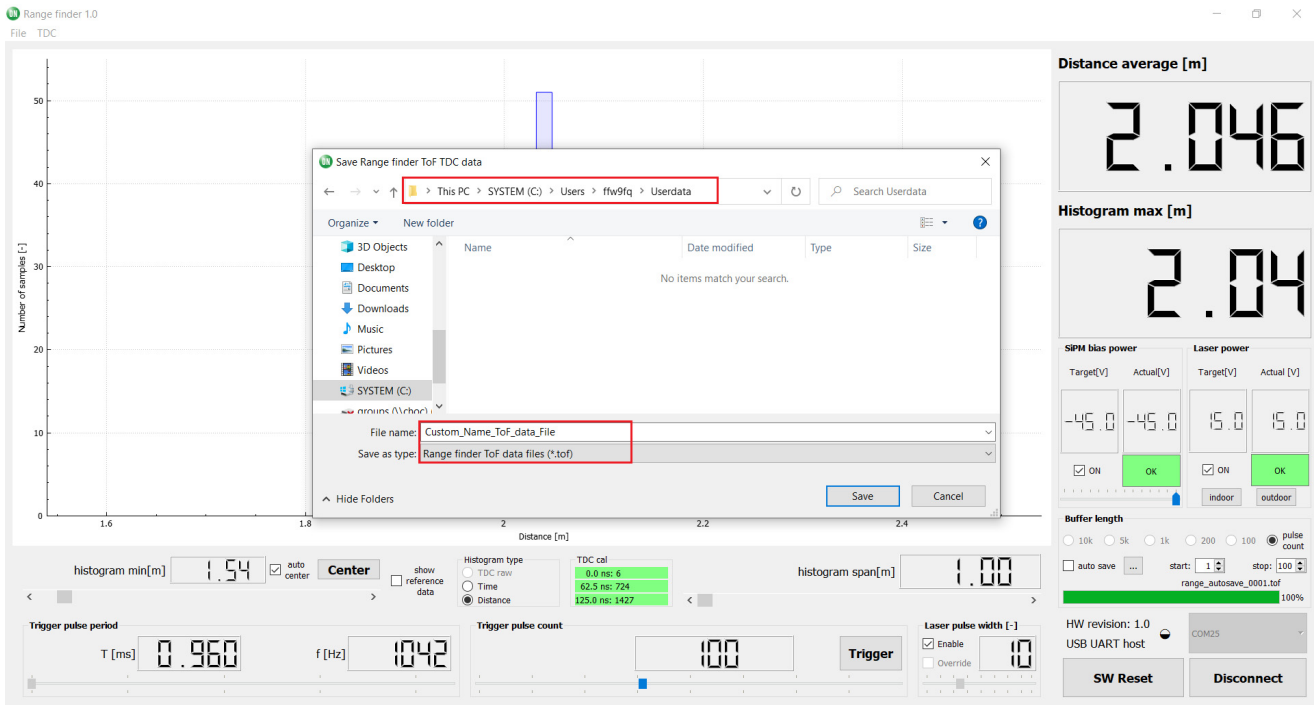 Range finder 1.0
File TDC
50
40
30
20
10
0
Number of samples [-]
1.6 1.8 2 2.2 2.4
Distance [m]
Save Range finder ToF TDC data
This PC > SYSTEM (C:) > Users > ffw9fq > Userdata
Search Userdata
Organize New folder
Name Date modified Type Size
No items match your search.
3D Objects
Desktop
Documents
Downloads
Music
Pictures
Videos
SYSTEM (C:)
File name: Custom_Name_ToF_data_File
Save as type: Range finder ToF data files (*.tof)
Hide Folders
Save Cancel
Distance average [m]
2.046
Histogram max [m]
2.04
SiPM bias power
Target[V] Actual[V]
-45.0 -45.0
ON OK
Laser power
Target[V] Actual [V]
15.0 15.0
ON OK
indoor outdoor
Buffer length
10k 5k 1k 200 100 pulse count
auto save ... start: 1 stop: 100
range_autosave_0001.tof
100%
histogram min[m] 1.54
auto center
Center
show reference data
Histogram type
TDC raw
Time
Distance
TDC cal
0.0 ns: 6
62.5 ns: 724
125.0 ns: 1427
histogram span[m] 1.00
Trigger pulse period
T [ms] 0.960 f [Hz] 1042
Trigger pulse count
100
Trigger
Laser pulse width [-]
Enable
Override
10
HW revision: 1.0
USB UART host
COM25
SW Reset Disconnect